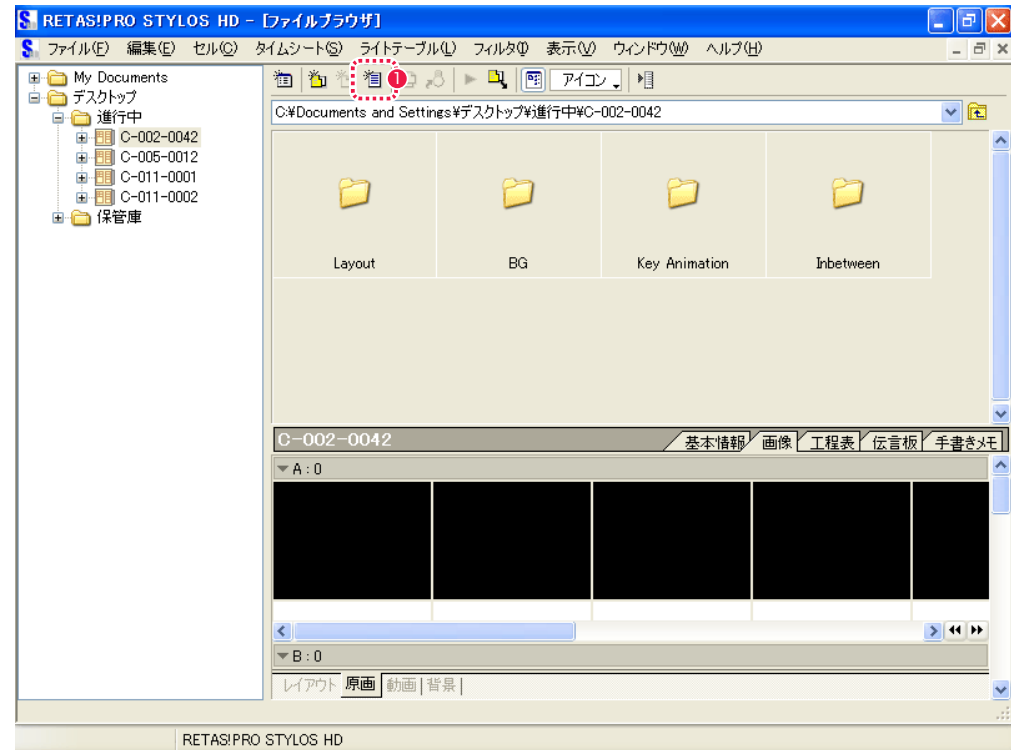 RETAS!PRO STYLOS HD - [ファイルブラウザ]
ファイル(F) 編集(E) セル(C) タイムシート(S) ライトテーブル(L) フィルタ(I) 表示(V) ウィンドウ(W) ヘルプ(H)
1 アイコン
My Documents
デスクトップ
進行中
C-002-0042
C-005-0012
C-011-0001
C-011-0002
保管庫
C:¥Documents and Settings¥デスクトップ¥進行中¥C-002-0042
Layout BG Key Animation Inbetween
C-002-0042 基本情報 画像 工程表 伝言板 手書きメモ
A : 0
B : 0
レイアウト 原画 動画 背景
RETAS!PRO STYLOS HD